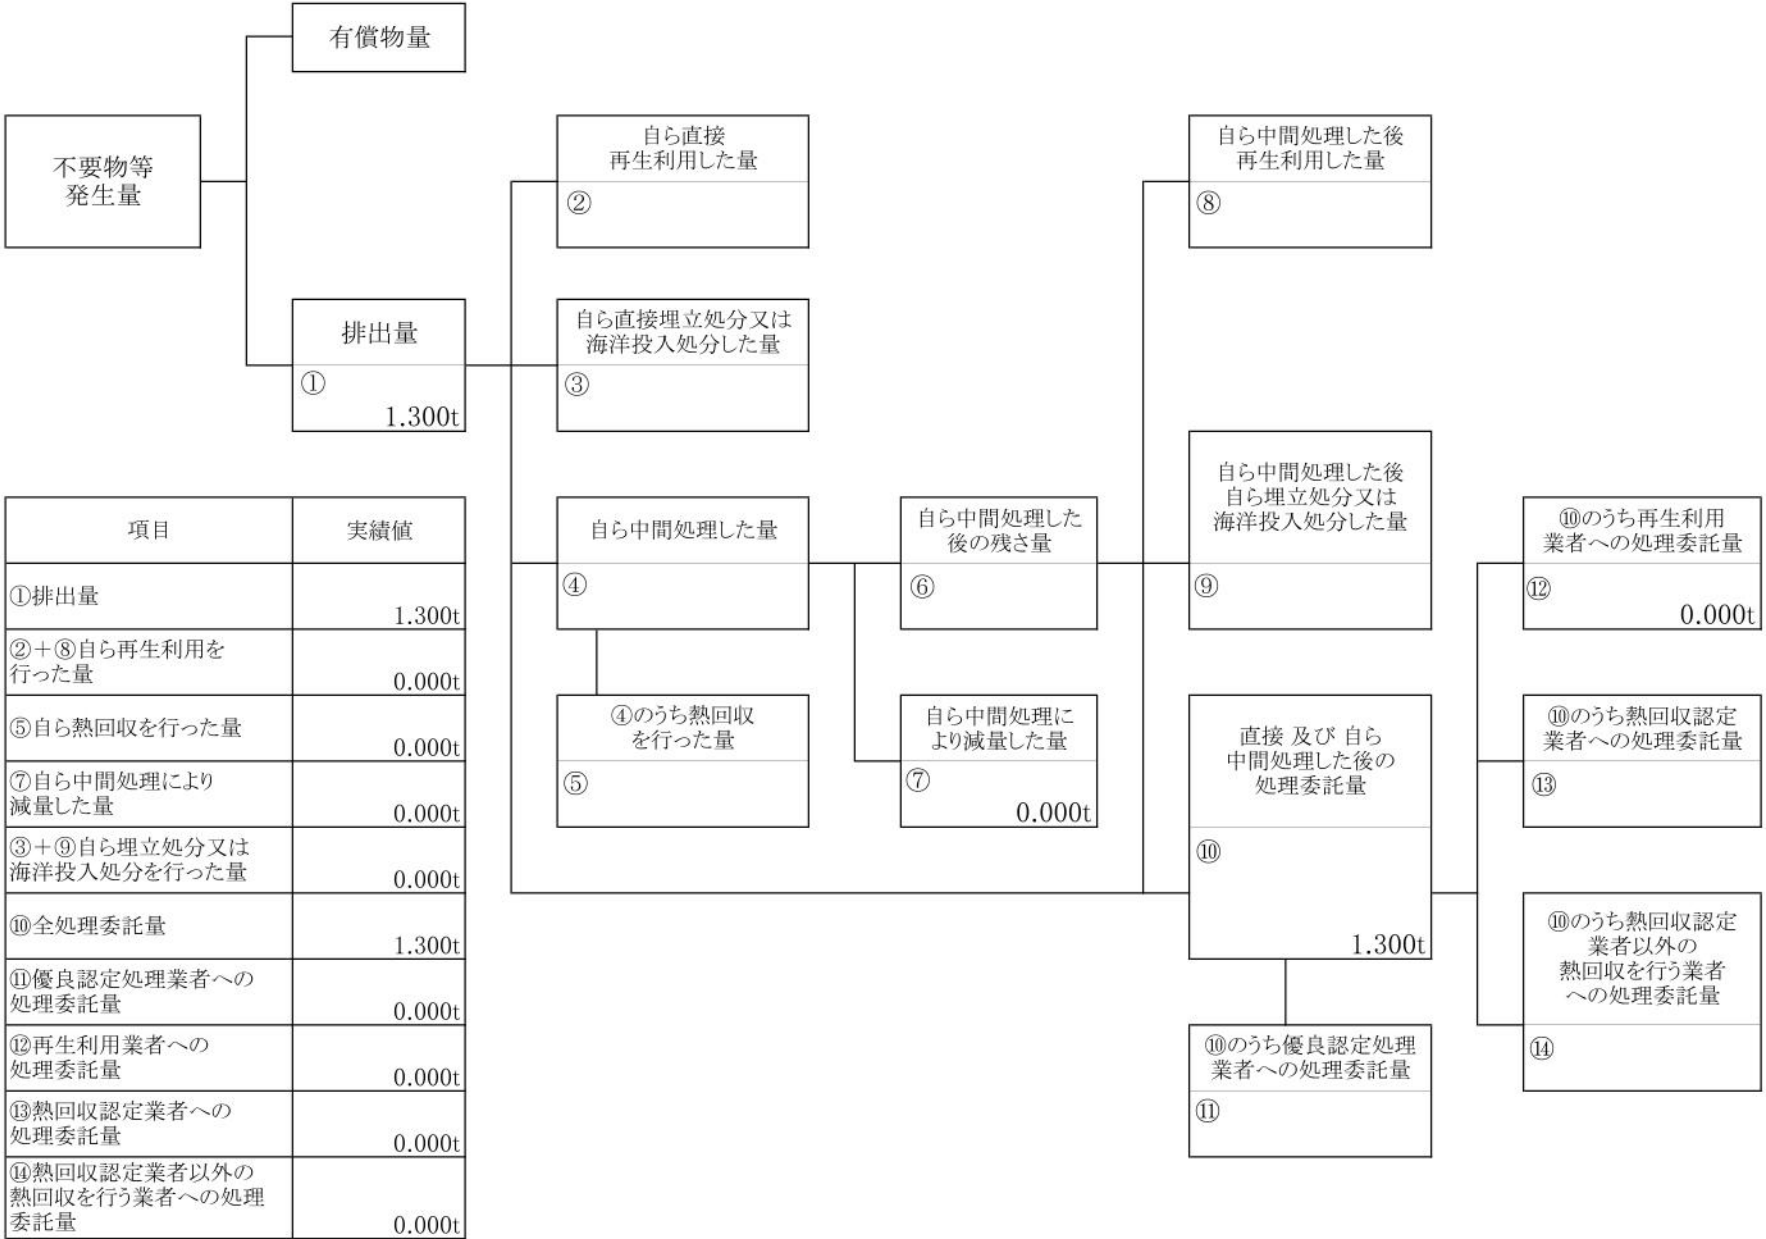 有償物量
不要物等
発生量
自ら直接
再生利用した量
②
自ら中間処理した後
再生利用した量
⑧
排出量
①
1.300t
自ら直接埋立処分又は
海洋投入処分した量
③
自ら中間処理した量
④
自ら中間処理した
後の残さ量
⑥
自ら中間処理した後
自ら埋立処分又は
海洋投入処分した量
⑨
⑩のうち再生利用
業者への処理委託量
⑫
0.000t
④のうち熱回収
を行った量
⑤
自ら中間処理に
より減量した量
⑦
0.000t
直接 及び 自ら
中間処理した後の
処理委託量
⑩
1.300t
⑩のうち熱回収認定
業者への処理委託量
⑬
⑩のうち熱回収認定
業者以外の
熱回収を行う業者
への処理委託量
⑭
⑩のうち優良認定処理
業者への処理委託量
⑪
項目 実績値
①排出量
1.300t
②＋⑧自ら再生利用を
行った量
0.000t
⑤自ら熱回収を行った量
0.000t
⑦自ら中間処理により
減量した量
0.000t
③＋⑨自ら埋立処分又は
海洋投入処分を行った量
0.000t
⑩全処理委託量
1.300t
⑪優良認定処理業者への
処理委託量
0.000t
⑫再生利用業者への
処理委託量
0.000t
⑬熱回収認定業者への
処理委託量
0.000t
⑭熱回収認定業者以外の
熱回収を行う業者への処理
委託量
0.000t